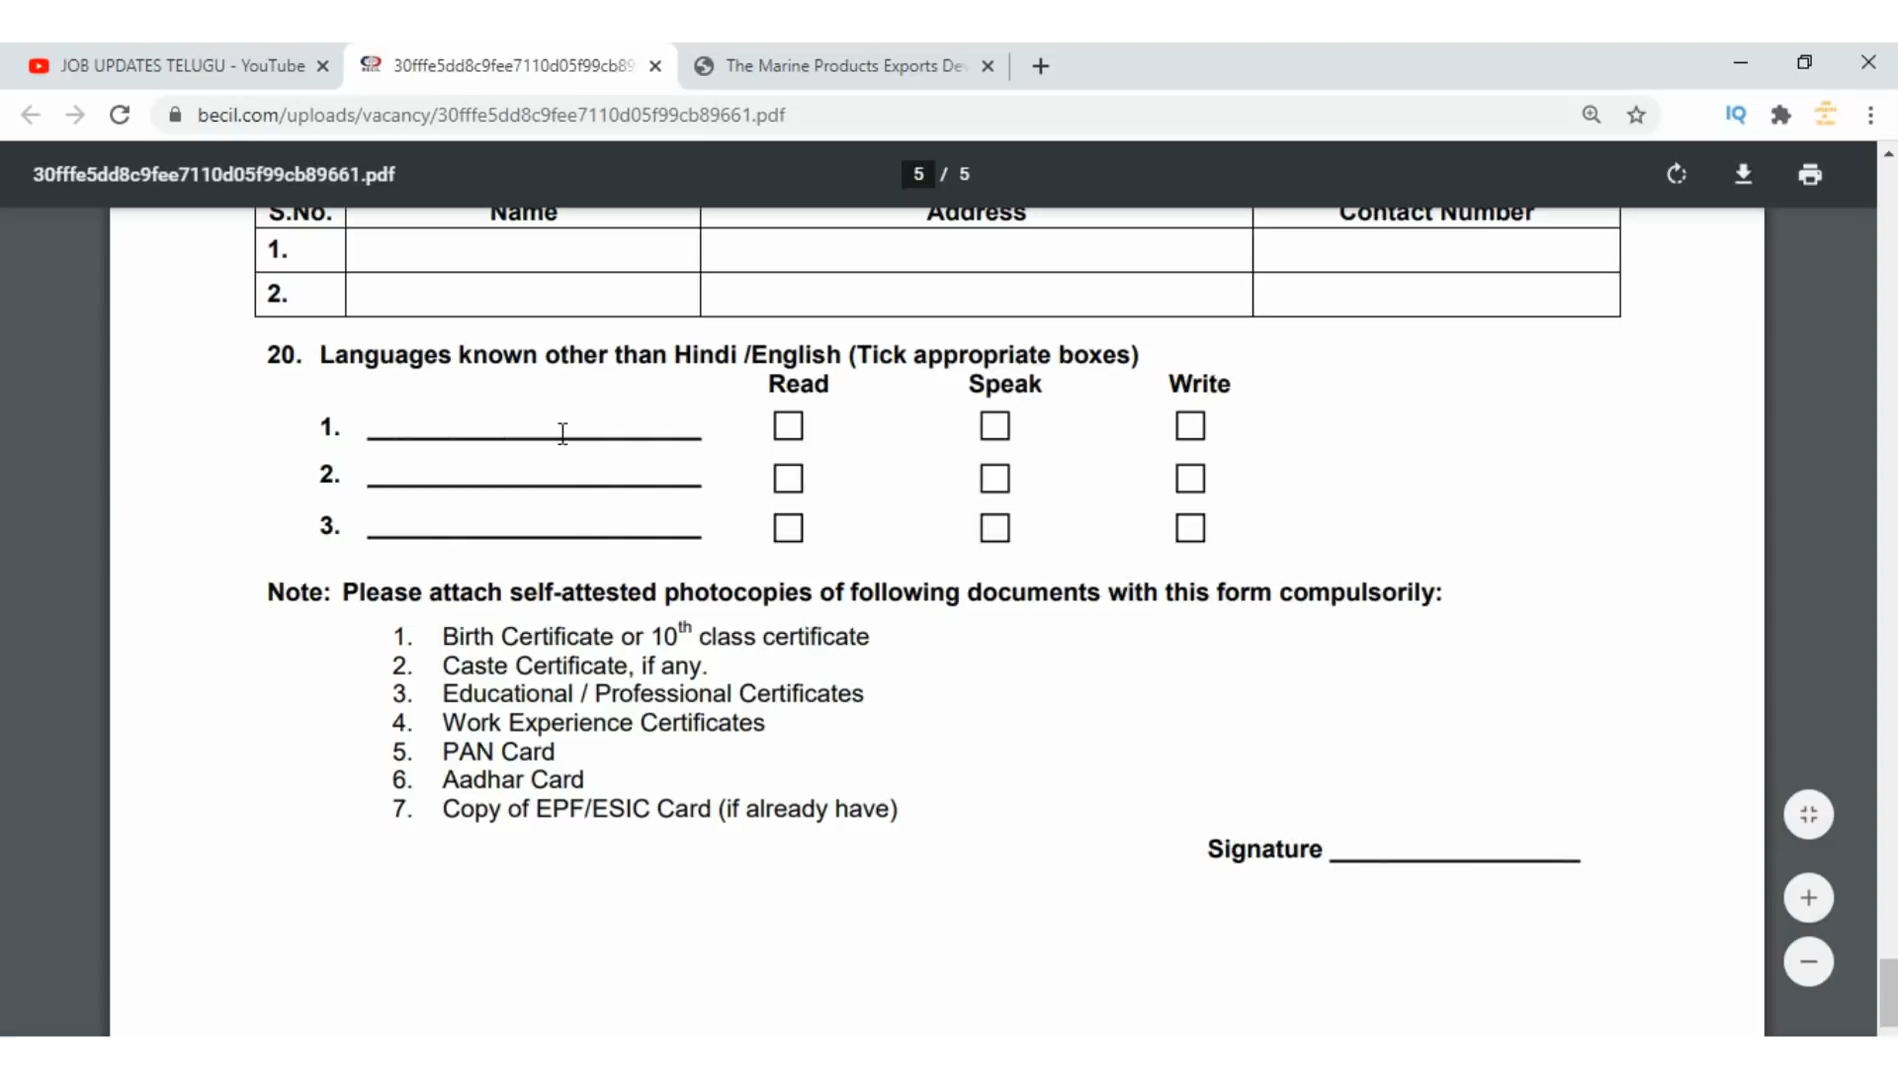 JOB UPDATES TELUGU - YouTube
30fffe5dd8c9fee7110d05f99cb89
The Marine Products Exports De
becil.com/uploads/vacancy/30fffe5dd8c9fee7110d05f99cb89661.pdf
IQ
30fffe5dd8c9fee7110d05f99cb89661.pdf
5 / 5
S.No. Name Address Contact Number
1.
2.
20. Languages known other than Hindi /English (Tick appropriate boxes)
Read Speak Write
1.
2.
3.
Note: Please attach self-attested photocopies of following documents with this form compulsorily:
1. Birth Certificate or 10th class certificate
2. Caste Certificate, if any.
3. Educational / Professional Certificates
4. Work Experience Certificates
5. PAN Card
6. Aadhar Card
7. Copy of EPF/ESIC Card (if already have)
Signature